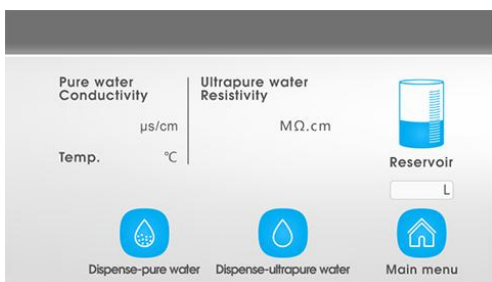 Pure water
Conductivity
µs/cm
Temp. ℃
Ultrapure water
Resistivity
MΩ.cm
Reservoir
L
Dispense-pure water
Dispense-ultrapure water
Main menu